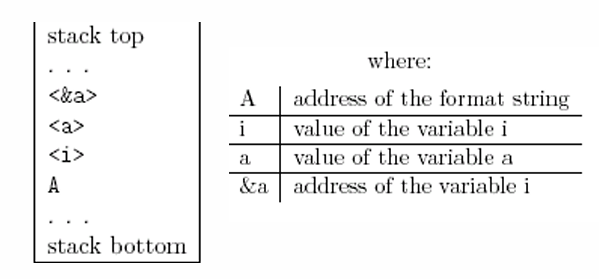 stack top
. . .
<&a>
<a>
<i>
A
. . .
stack bottom
where:
A address of the format string
i value of the variable i
a value of the variable a
&a address of the variable i